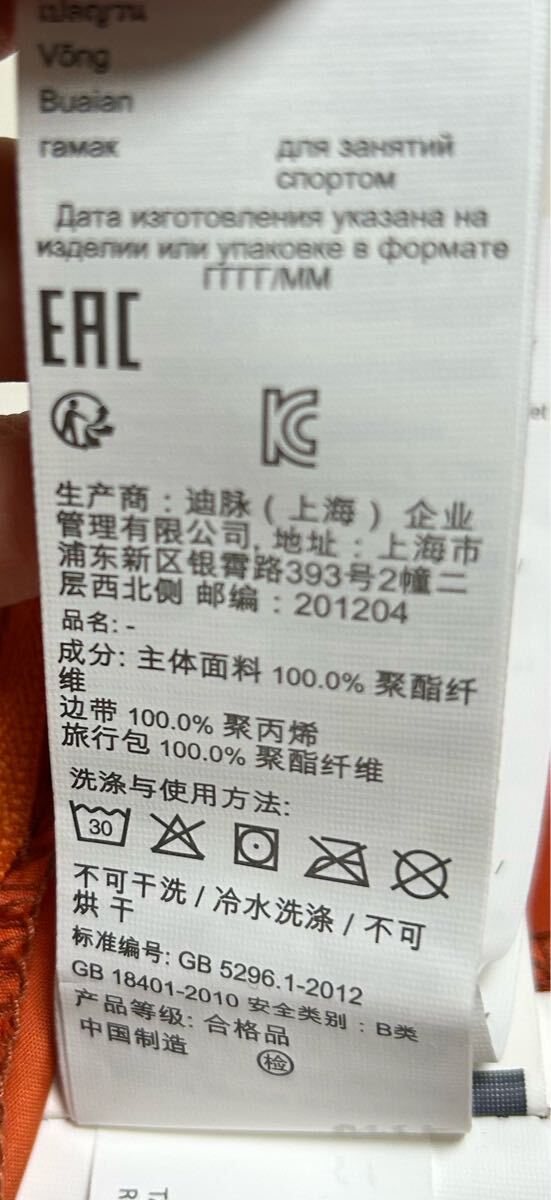 Võng
Buaian
гамак для занятий
спортом
Дата изготовления указана на
изделии или упаковке в формате
ГГГГ/ММ
EAC
KC
生产商：迪脉（上海）企业
管理有限公司, 地址：上海市
浦东新区银霄路393号2幢二
层西北侧 邮编：201204
品名: -
成分: 主体面料 100.0% 聚酯纤
维
边带 100.0% 聚丙烯
旅行包 100.0% 聚酯纤维
洗涤与使用方法:
30
不可干洗 / 冷水洗涤 / 不可
烘 干
标准编号: GB 5296.1-2012
GB 18401-2010 安全类别：B类
产品等级: 合格品
中国制造
检
et